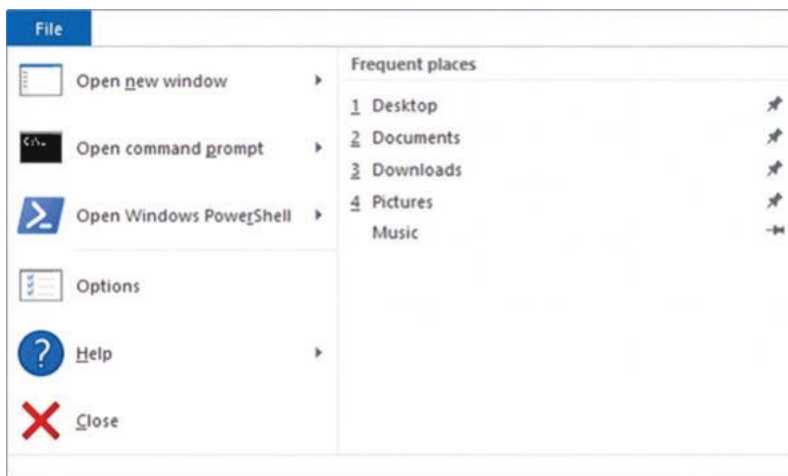 File
Open new window
C:\.
Open command prompt
Open Windows PowerShell
Options
Help
Close
Frequent places
1 Desktop
2 Documents
3 Downloads
4 Pictures
Music